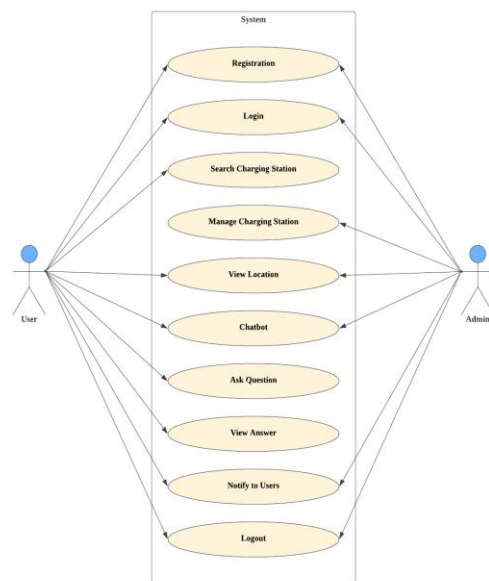 System
Registration
Login
Search Charging Station
Manage Charging Station
View Location
Chatbot
User
Admin
Ask Question
View Answer
Notify to Users
Logout